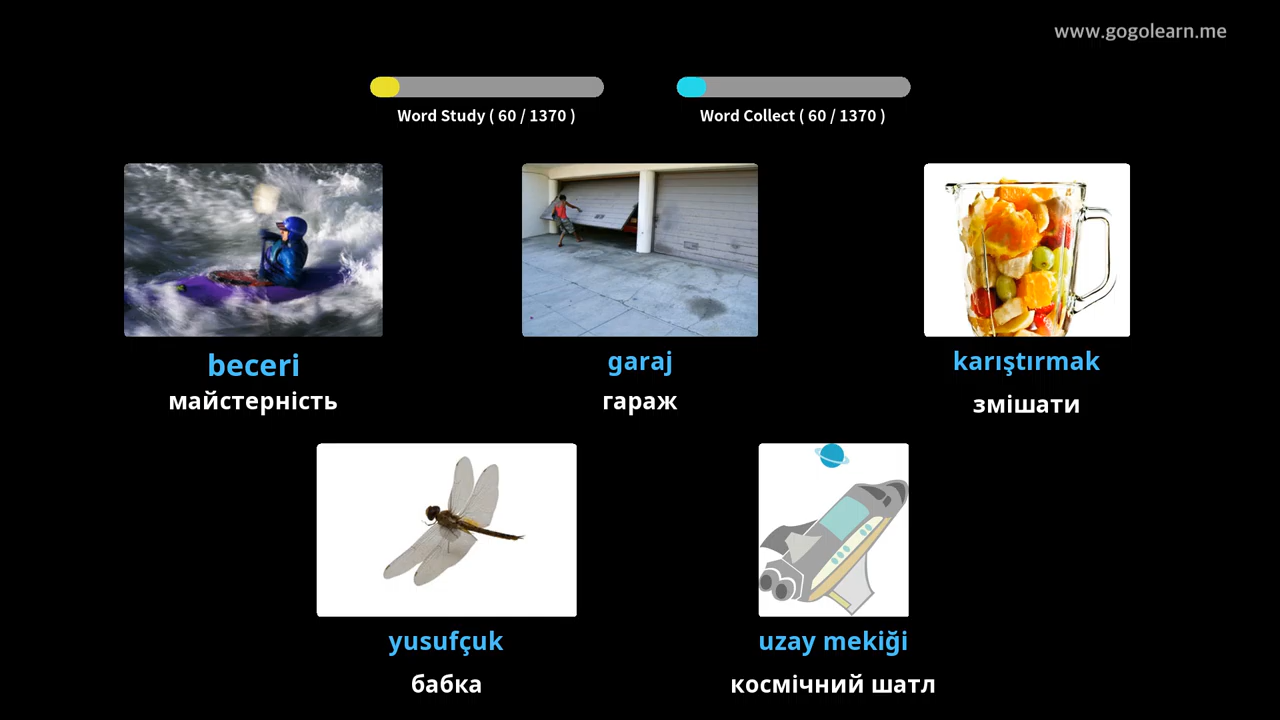 www.gogolearn.me
Word Study ( 60 / 1370 )
Word Collect ( 60 / 1370 )
beceri
майстерність
garaj
гараж
karıştırmak
змішати
yusufçuk
бабка
uzay mekiği
космічний шатл